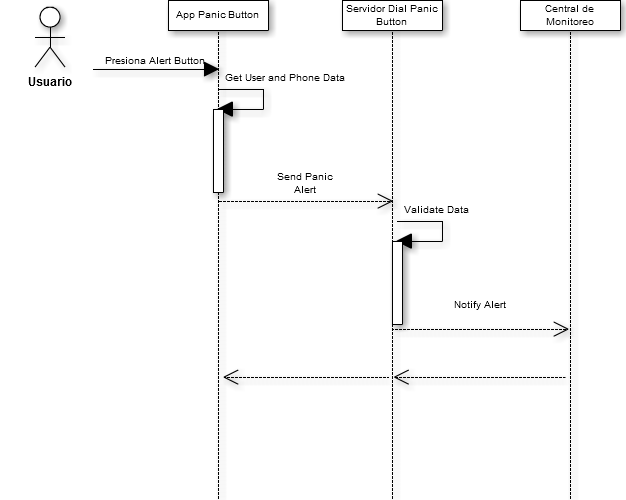 App Panic Button
Servidor Dial Panic
Button
Central de
Monitoreo
Usuario
Presiona Alert Button
Get User and Phone Data
Send Panic
Alert
Validate Data
Notify Alert